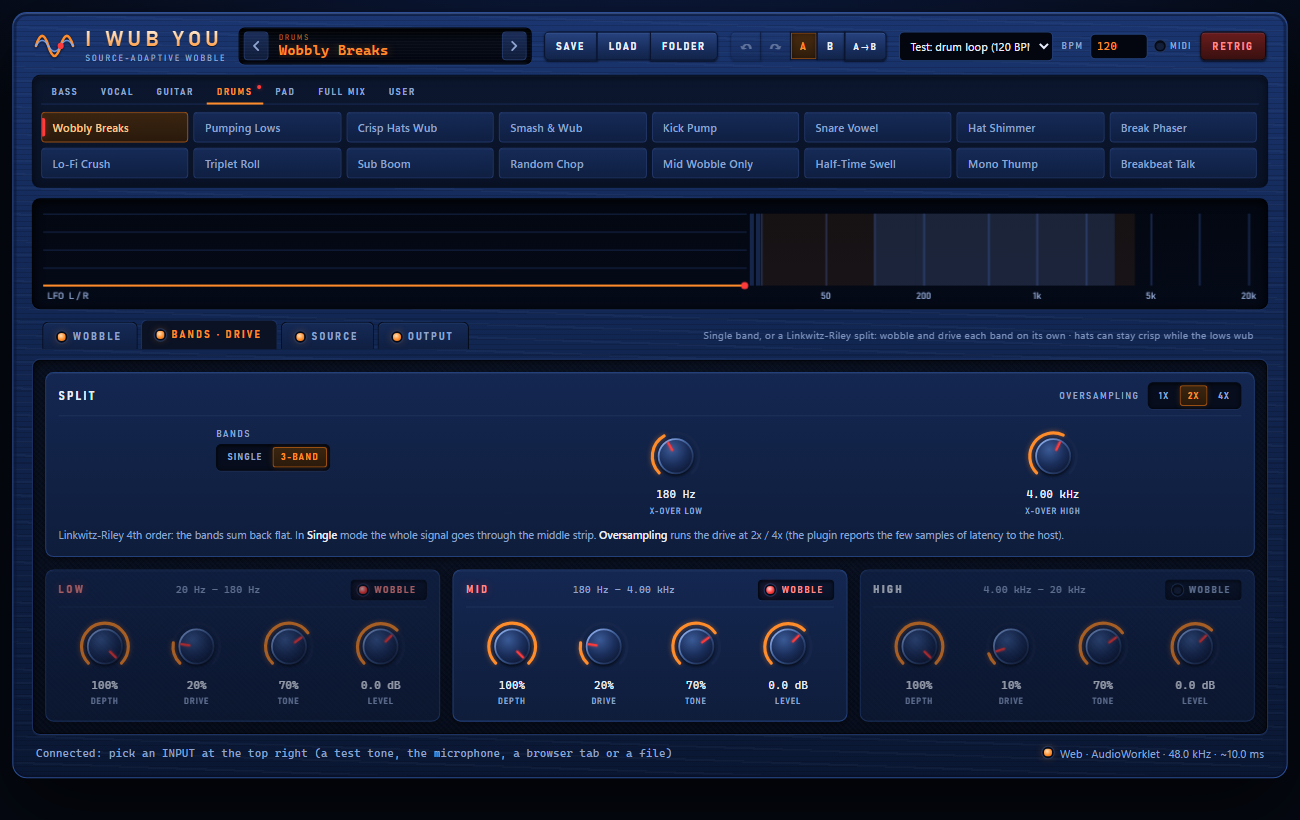 I WUB YOU
SOURCE-ADAPTIVE WOBBLE
DRUMS
Wobbly Breaks
SAVE LOAD FOLDER A B A→B Test: drum loop (120 BPM BPM 120 MIDI RETRIG
BASS VOCAL GUITAR DRUMS PAD FULL MIX USER
Wobbly Breaks Pumping Lows Crisp Hats Wub Smash & Wub Kick Pump Snare Vowel Hat Shimmer Break Phaser
Lo-Fi Crush Triplet Roll Sub Boom Random Chop Mid Wobble Only Half-Time Swell Mono Thump Breakbeat Talk
LFO L/R 50 200 1k 5k 20k
WOBBLE BANDS · DRIVE SOURCE OUTPUT Single band, or a Linkwitz-Riley split: wobble and drive each band on its own · hats can stay crisp while the lows wub
SPLIT OVERSAMPLING 1X 2X 4X
BANDS
SINGLE 3-BAND
180 Hz 4.00 kHz
X-OVER LOW X-OVER HIGH
Linkwitz-Riley 4th order: the bands sum back flat. In Single mode the whole signal goes through the middle strip. Oversampling runs the drive at 2x / 4x (the plugin reports the few samples of latency to the host).
LOW 20 Hz – 180 Hz WOBBLE
100% 20% 70% 0.0 dB
DEPTH DRIVE TONE LEVEL
MID 180 Hz – 4.00 kHz WOBBLE
100% 20% 70% 0.0 dB
DEPTH DRIVE TONE LEVEL
HIGH 4.00 kHz – 20 kHz WOBBLE
100% 10% 70% 0.0 dB
DEPTH DRIVE TONE LEVEL
Connected: pick an INPUT at the top right (a test tone, the microphone, a browser tab or a file) Web · AudioWorklet · 48.0 kHz · ~10.0 ms